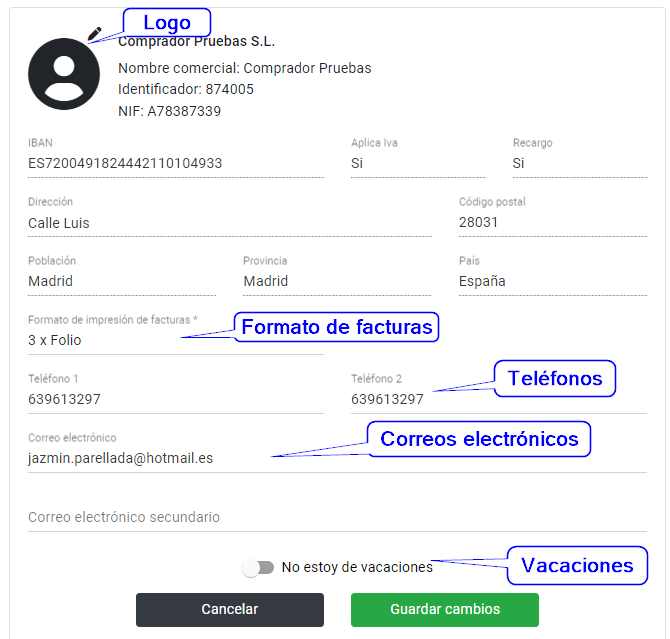 Logo
Comprador Pruebas S.L.
Nombre comercial: Comprador Pruebas
Identificador: 874005
NIF: A78387339
IBAN Aplica Iva Recargo
ES7200491824442110104933 Si Si
Dirección Código postal
Calle Luis 28031
Población Provincia País
Madrid Madrid España
Formato de impresión de facturas *
Formato de facturas
3 x Folio
Teléfono 1 Teléfono 2 Teléfonos
639613297 639613297
Correo electrónico Correos electrónicos
jazmin.parellada@hotmail.es
Correo electrónico secundario
No estoy de vacaciones Vacaciones
Cancelar Guardar cambios